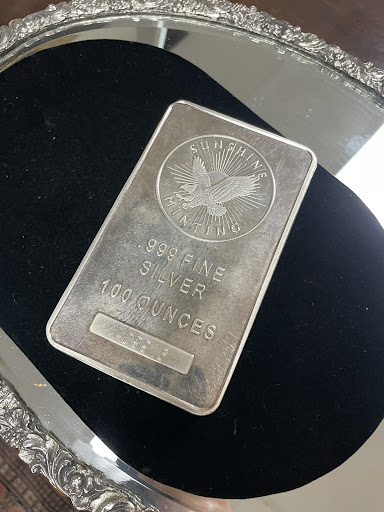 SUNSHINE
MINTING
.999 FINE
SILVER
100 OUNCES